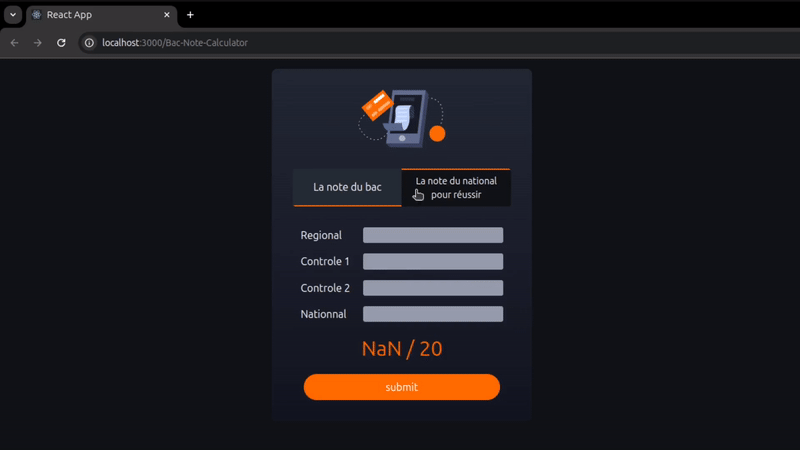 React App
localhost:3000/Bac-Note-Calculator
La note du bac
La note du national
pour réussir
Regional
Controle 1
Controle 2
Nationnal
NaN / 20
submit